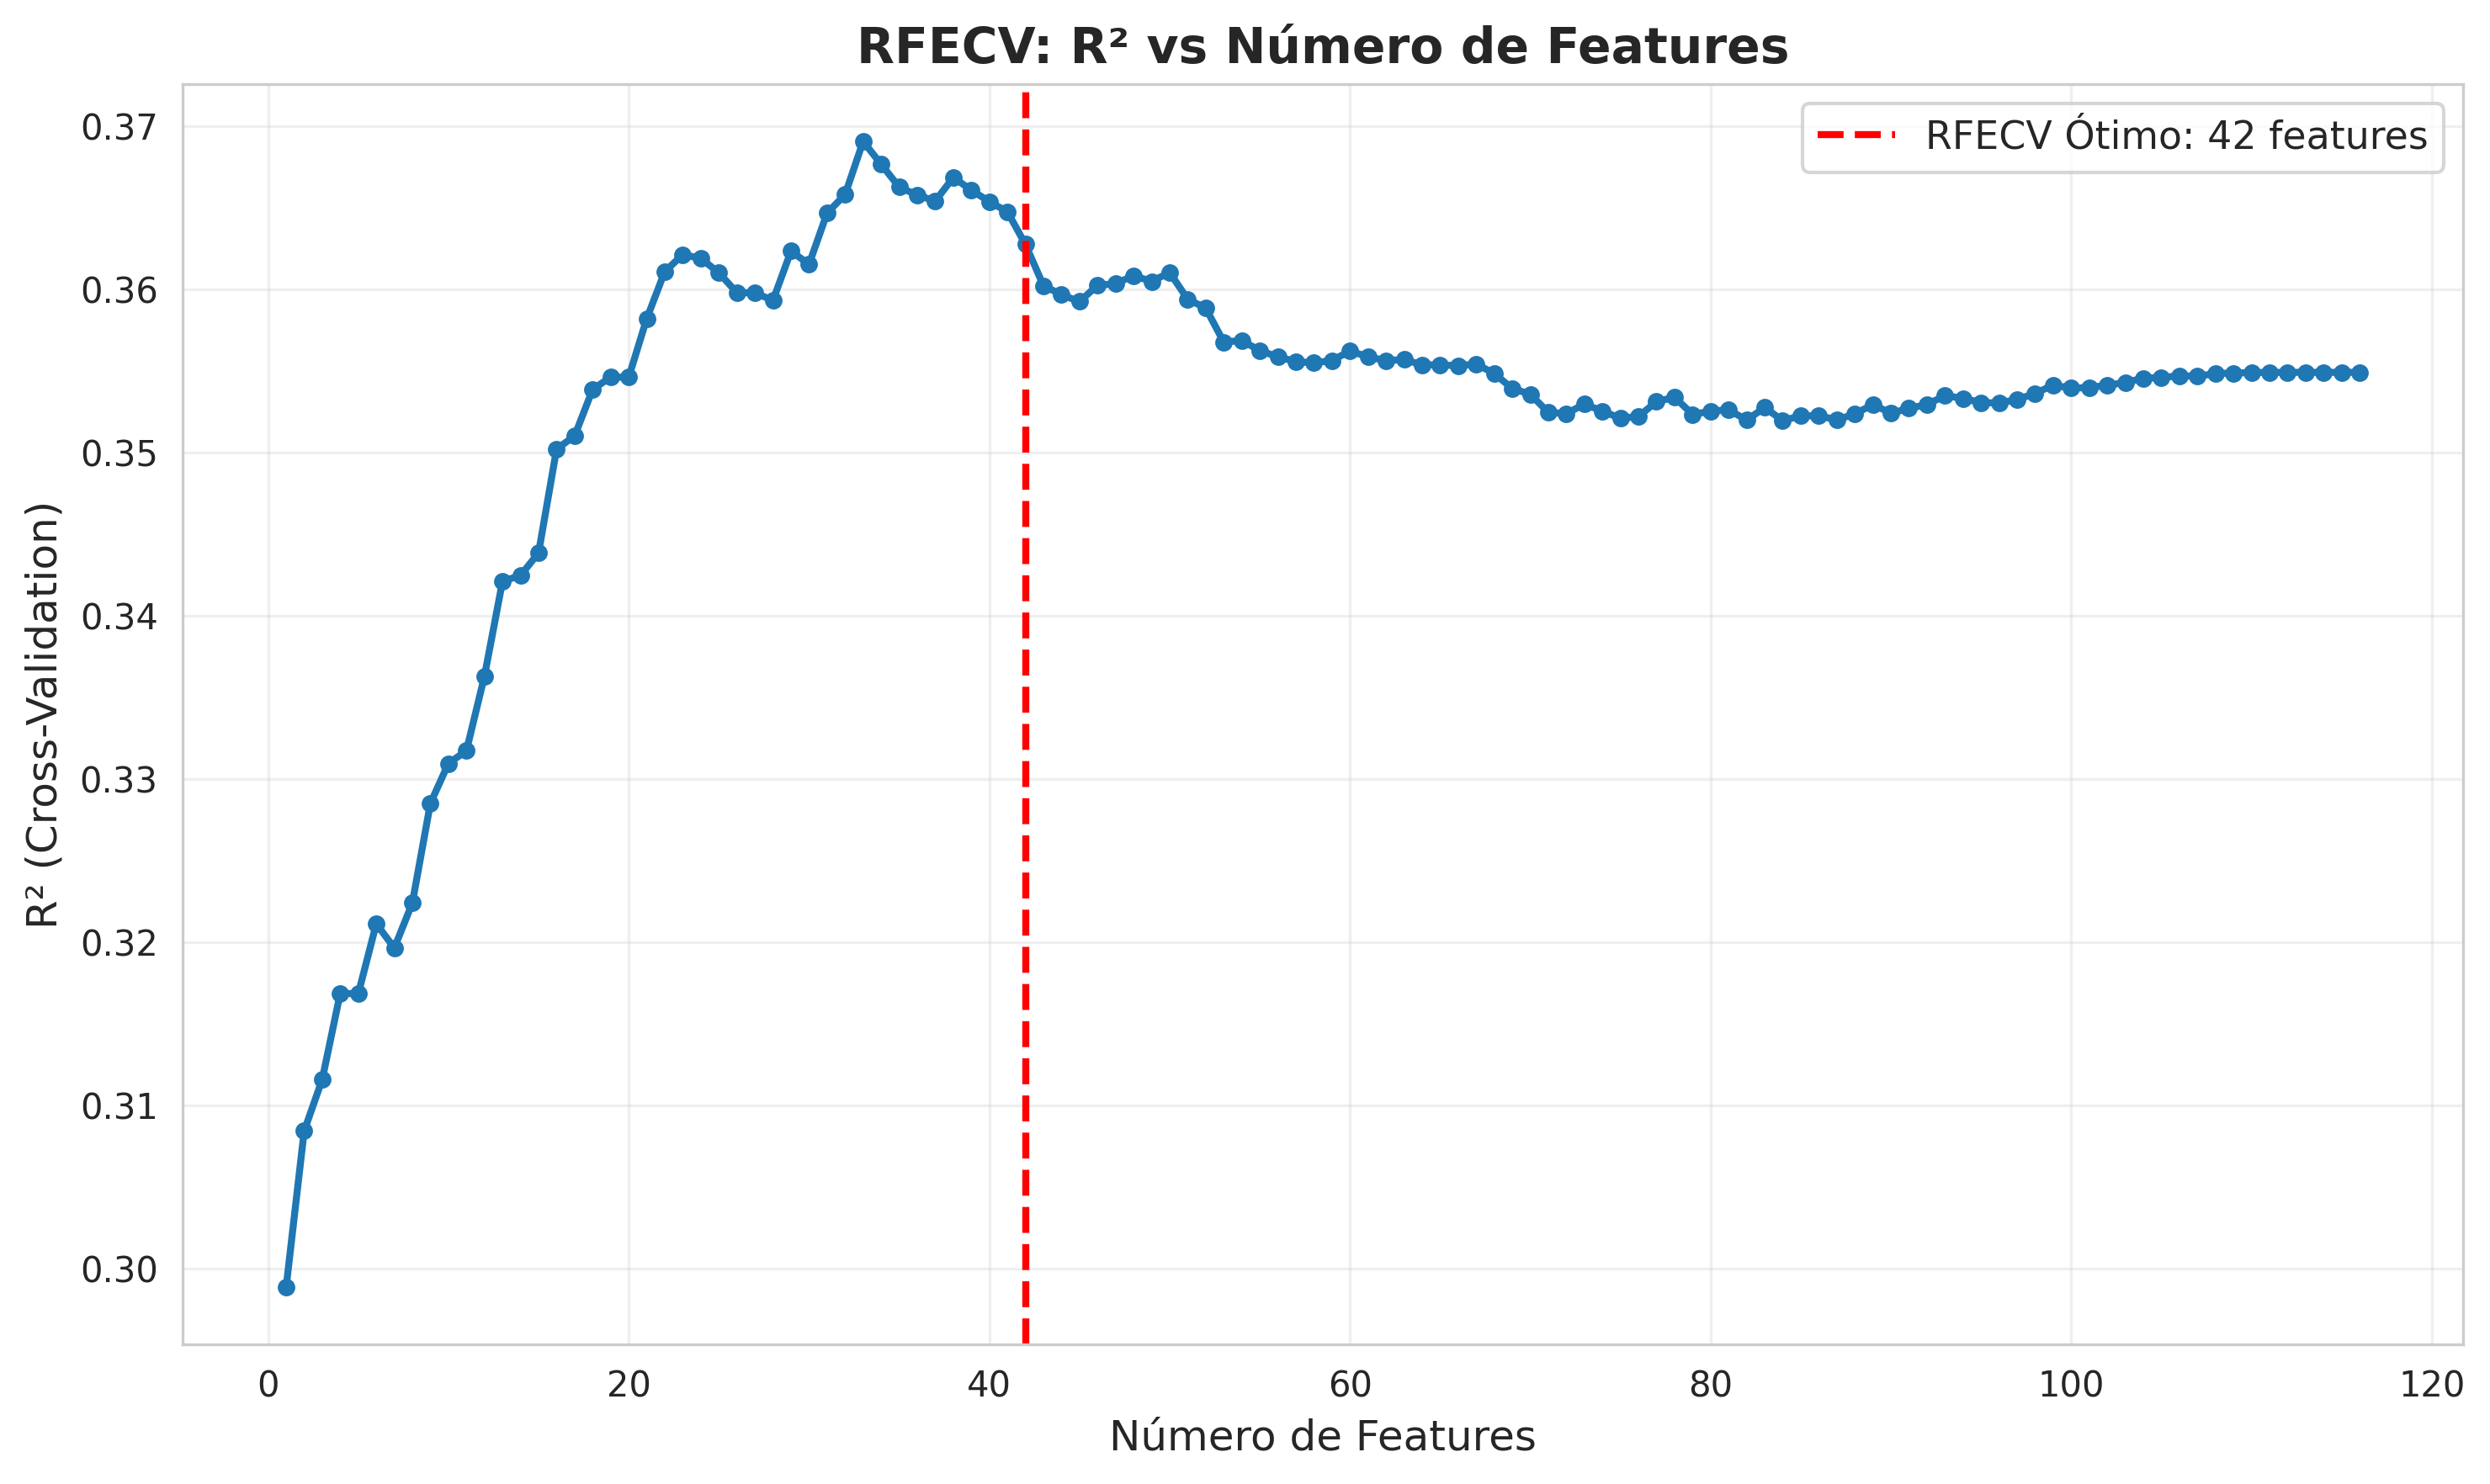 RFECV: R² vs Número de Features
RFECV Ótimo: 42 features
R² (Cross-Validation)
0.37
0.36
0.35
0.34
0.33
0.32
0.31
0.30
0 20 40 60 80 100 120
Número de Features